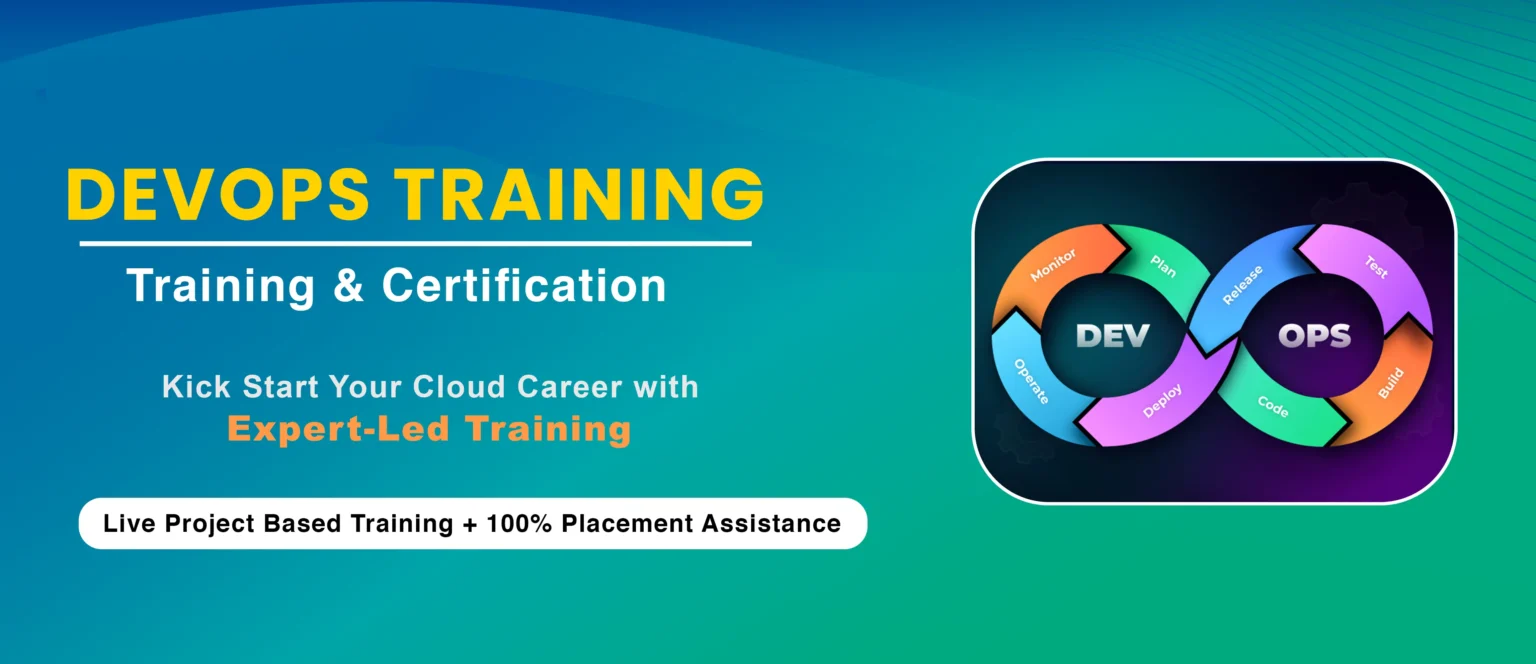 DEVOPS TRAINING
Training & Certification
Kick Start Your Cloud Career with
Expert-Led Training
Live Project Based Training + 100% Placement Assistance
Monitor
Plan
Release
Test
DEV
OPS
Operate
Deploy
Code
Build